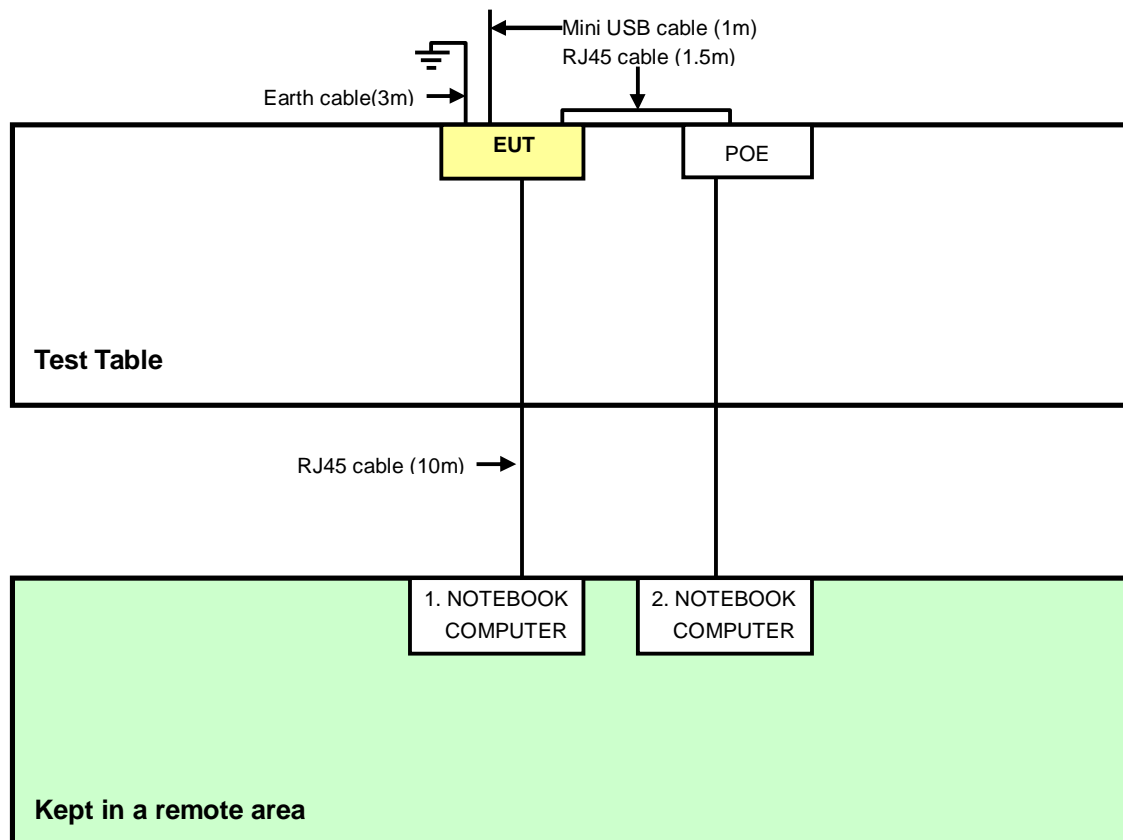 Mini USB cable (1m)
RJ45 cable (1.5m)
Earth cable(3m)
EUT
POE
Test Table
RJ45 cable (10m)
1. NOTEBOOK
COMPUTER
2. NOTEBOOK
COMPUTER
Kept in a remote area